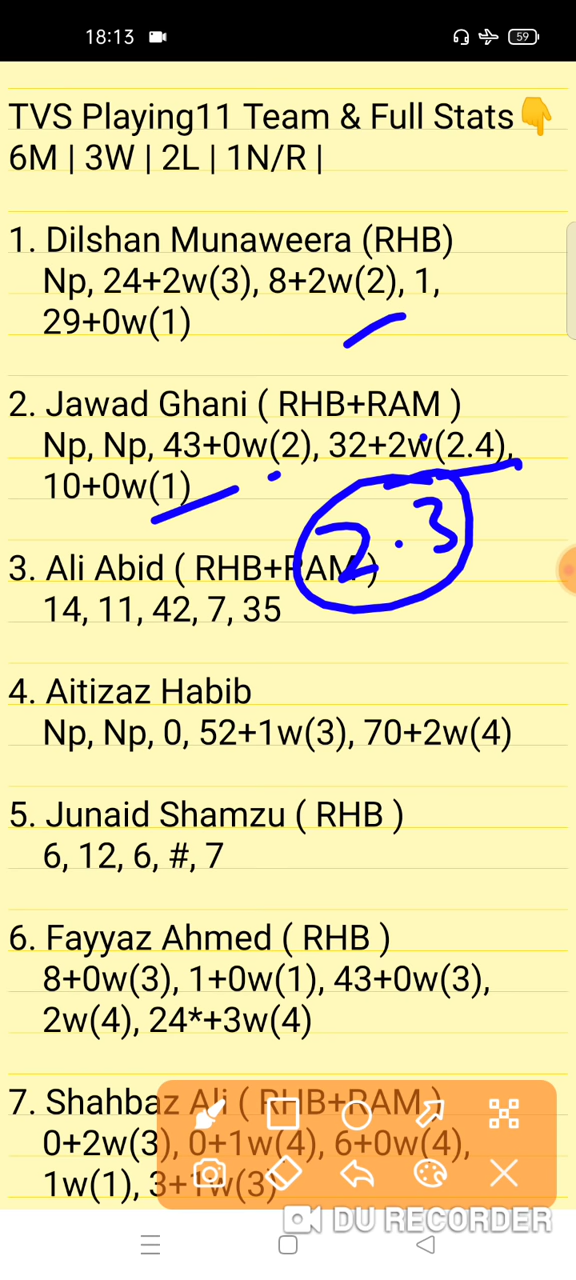 18:13
59
TVS Playing11 Team & Full Stats👇
6M | 3W | 2L | 1N/R |
1. Dilshan Munaweera (RHB)
Np, 24+2w(3), 8+2w(2), 1,
29+0w(1)
2. Jawad Ghani ( RHB+RAM )
Np, Np, 43+0w(2), 32+2w(2.4),
10+0w(1)
2.3
3. Ali Abid ( RHB+RAM )
14, 11, 42, 7, 35
4. Aitizaz Habib
Np, Np, 0, 52+1w(3), 70+2w(4)
5. Junaid Shamzu ( RHB )
6, 12, 6, #, 7
6. Fayyaz Ahmed ( RHB )
8+0w(3), 1+0w(1), 43+0w(3),
2w(4), 24*+3w(4)
7. Shahbaz Ali ( RHB+RAM )
0+2w(3), 0+1w(4), 6+0w(4),
1w(1), 3+1w(3)
DU RECORDER